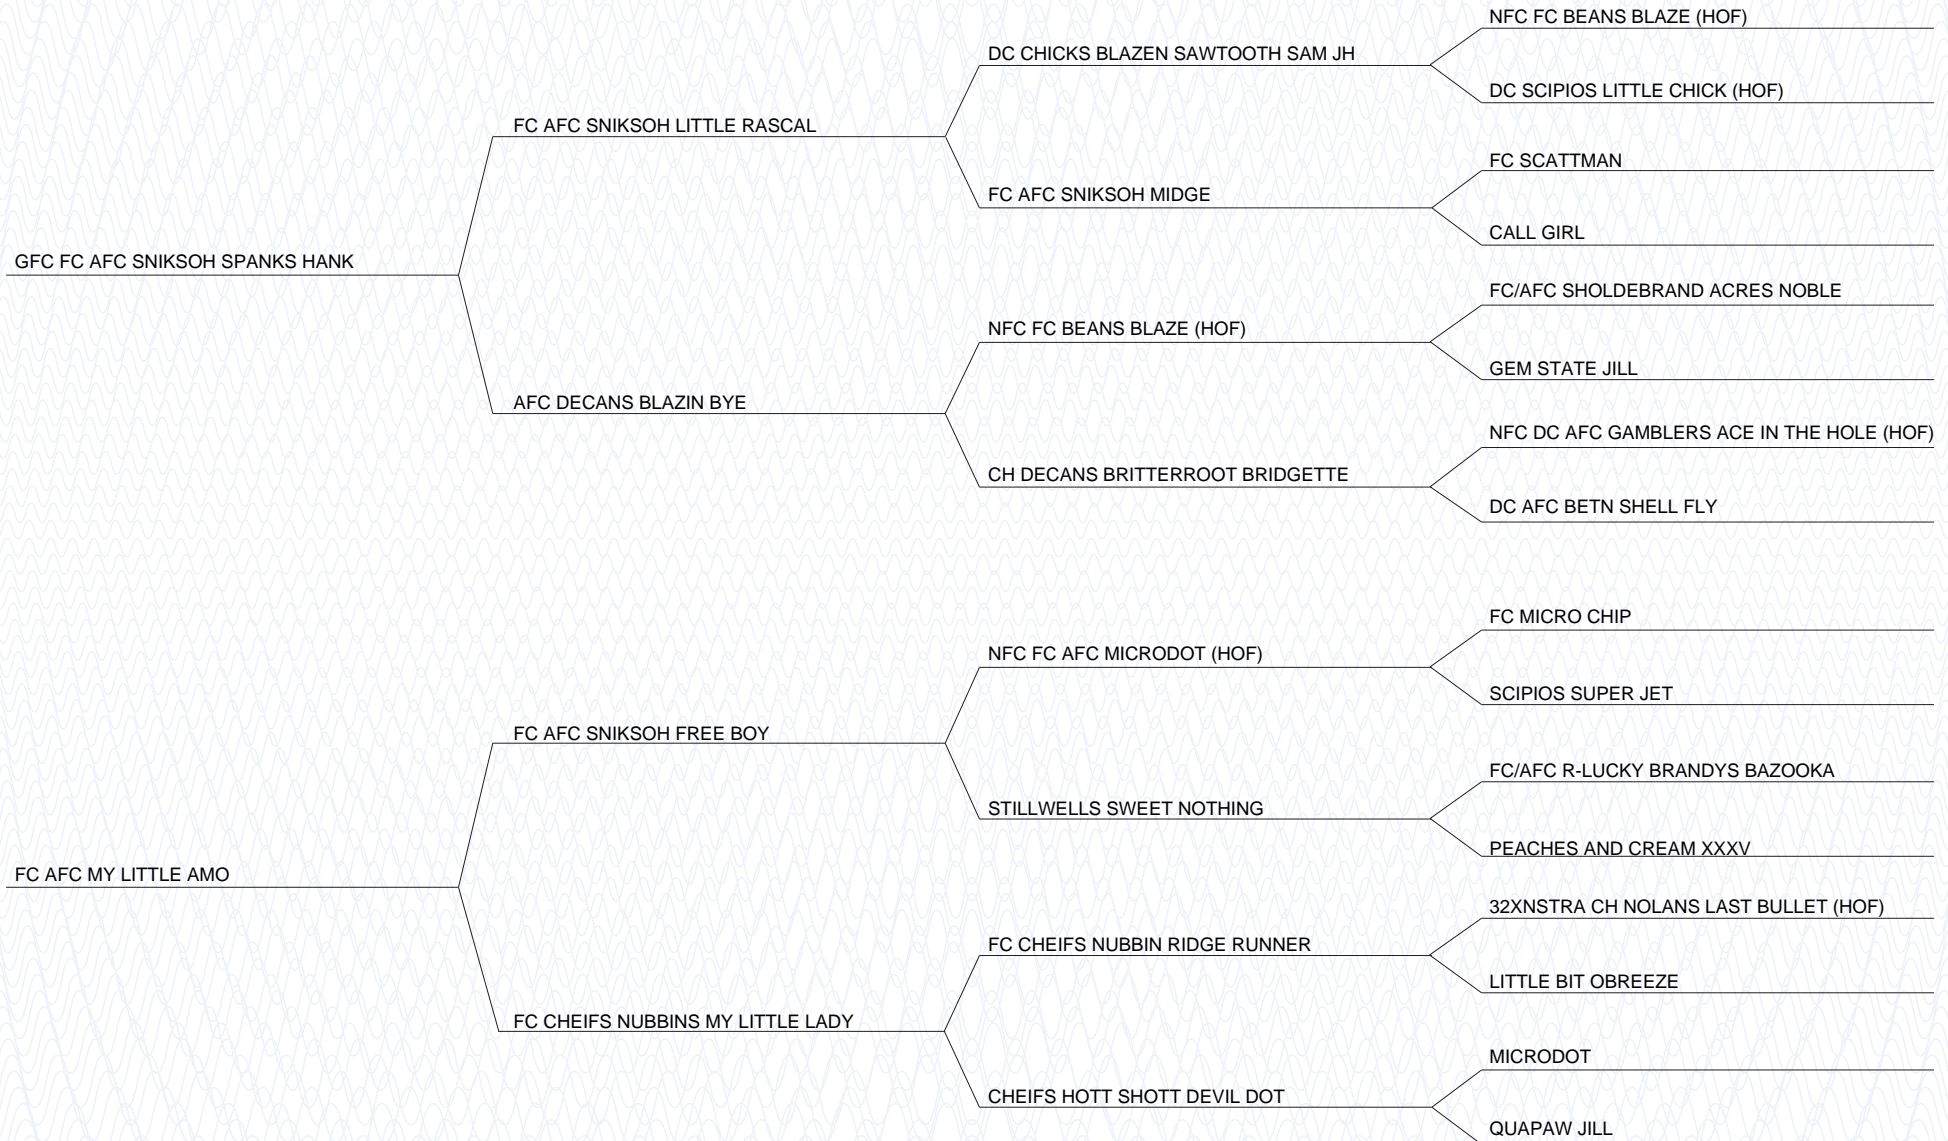 NFC FC BEANS BLAZE (HOF)
DC CHICKS BLAZEN SAWTOOTH SAM JH
DC SCIPIOS LITTLE CHICK (HOF)
FC AFC SNIKSOH LITTLE RASCAL
FC SCATTMAN
FC AFC SNIKSOH MIDGE
CALL GIRL
GFC FC AFC SNIKSOH SPANKS HANK
FC/AFC SHOLDEBRAND ACRES NOBLE
NFC FC BEANS BLAZE (HOF)
GEM STATE JILL
AFC DECANS BLAZIN BYE
NFC DC AFC GAMBLERS ACE IN THE HOLE (HOF)
CH DECANS BRITTERROOT BRIDGETTE
DC AFC BETN SHELL FLY
FC MICRO CHIP
NFC FC AFC MICRODOT (HOF)
SCIPIOS SUPER JET
FC AFC SNIKSOH FREE BOY
FC/AFC R-LUCKY BRANDYS BAZOOKA
STILLWELLS SWEET NOTHING
PEACHES AND CREAM XXXV
FC AFC MY LITTLE AMO
32XNSTRA CH NOLANS LAST BULLET (HOF)
FC CHEIFS NUBBIN RIDGE RUNNER
LITTLE BIT OBREEZE
FC CHEIFS NUBBINS MY LITTLE LADY
MICRODOT
CHEIFS HOTT SHOTT DEVIL DOT
QUAPAW JILL